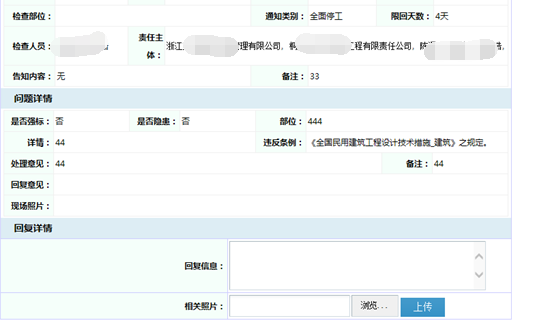 检查部位： 通知类别： 全面停工 限回天数： 4天
检查人员： 责任主体： 浙江 管理有限公司， 工程有限责任公司，
告知内容： 无 备注： 33
问题详情
是否强标： 否 是否隐患： 否 部位： 444
详情： 44 违反条例： 《全国民用建筑工程设计技术措施_建筑》之规定。
处理意见： 44 备注： 44
回复意见：
现场照片：
回复详情
回复信息：
相关照片： 浏览... 上传